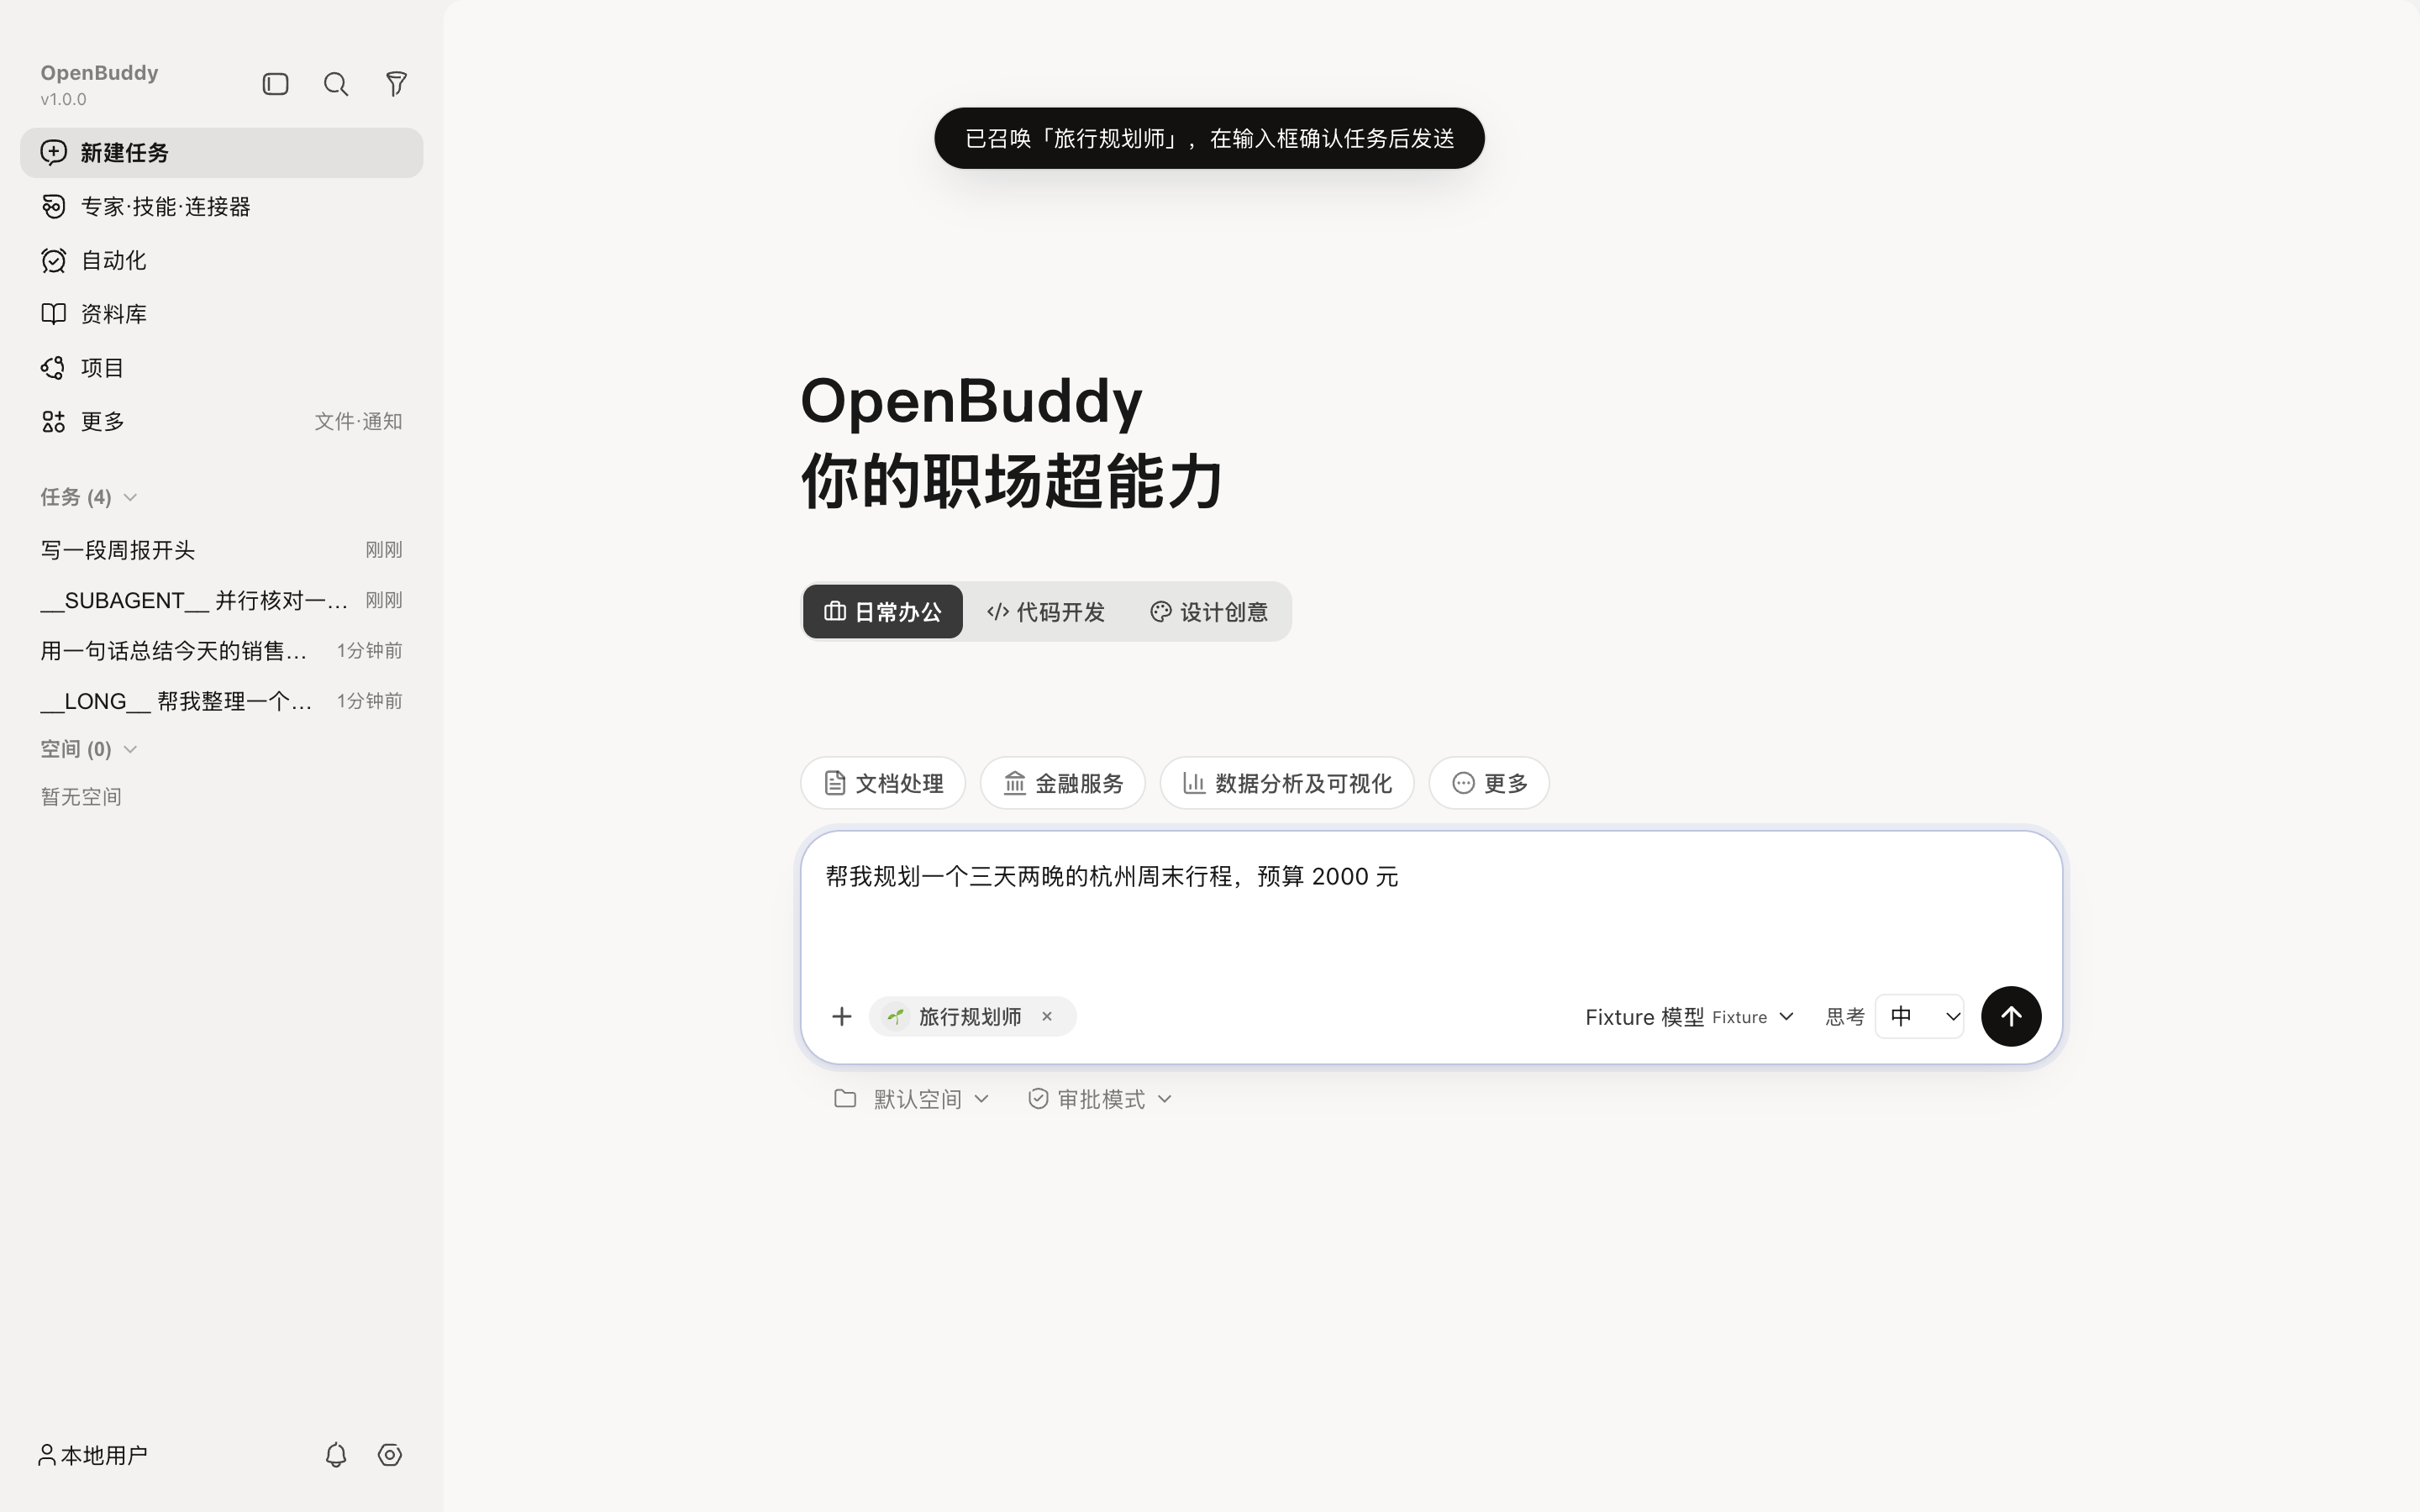 OpenBuddy
v1.0.0
新建任务
专家·技能·连接器
自动化
资料库
项目
更多 文件·通知
任务 (4)
写一段周报开头 刚刚
__SUBAGENT__ 并行核对一... 刚刚
用一句话总结今天的销售... 1分钟前
__LONG__ 帮我整理一个... 1分钟前
空间 (0)
暂无空间
本地用户
已召唤「旅行规划师」，在输入框确认任务后发送
OpenBuddy
你的职场超能力
日常办公 代码开发 设计创意
文档处理 金融服务 数据分析及可视化 更多
帮我规划一个三天两晚的杭州周末行程，预算 2000 元
旅行规划师 Fixture 模型 Fixture 思考 中
默认空间 审批模式